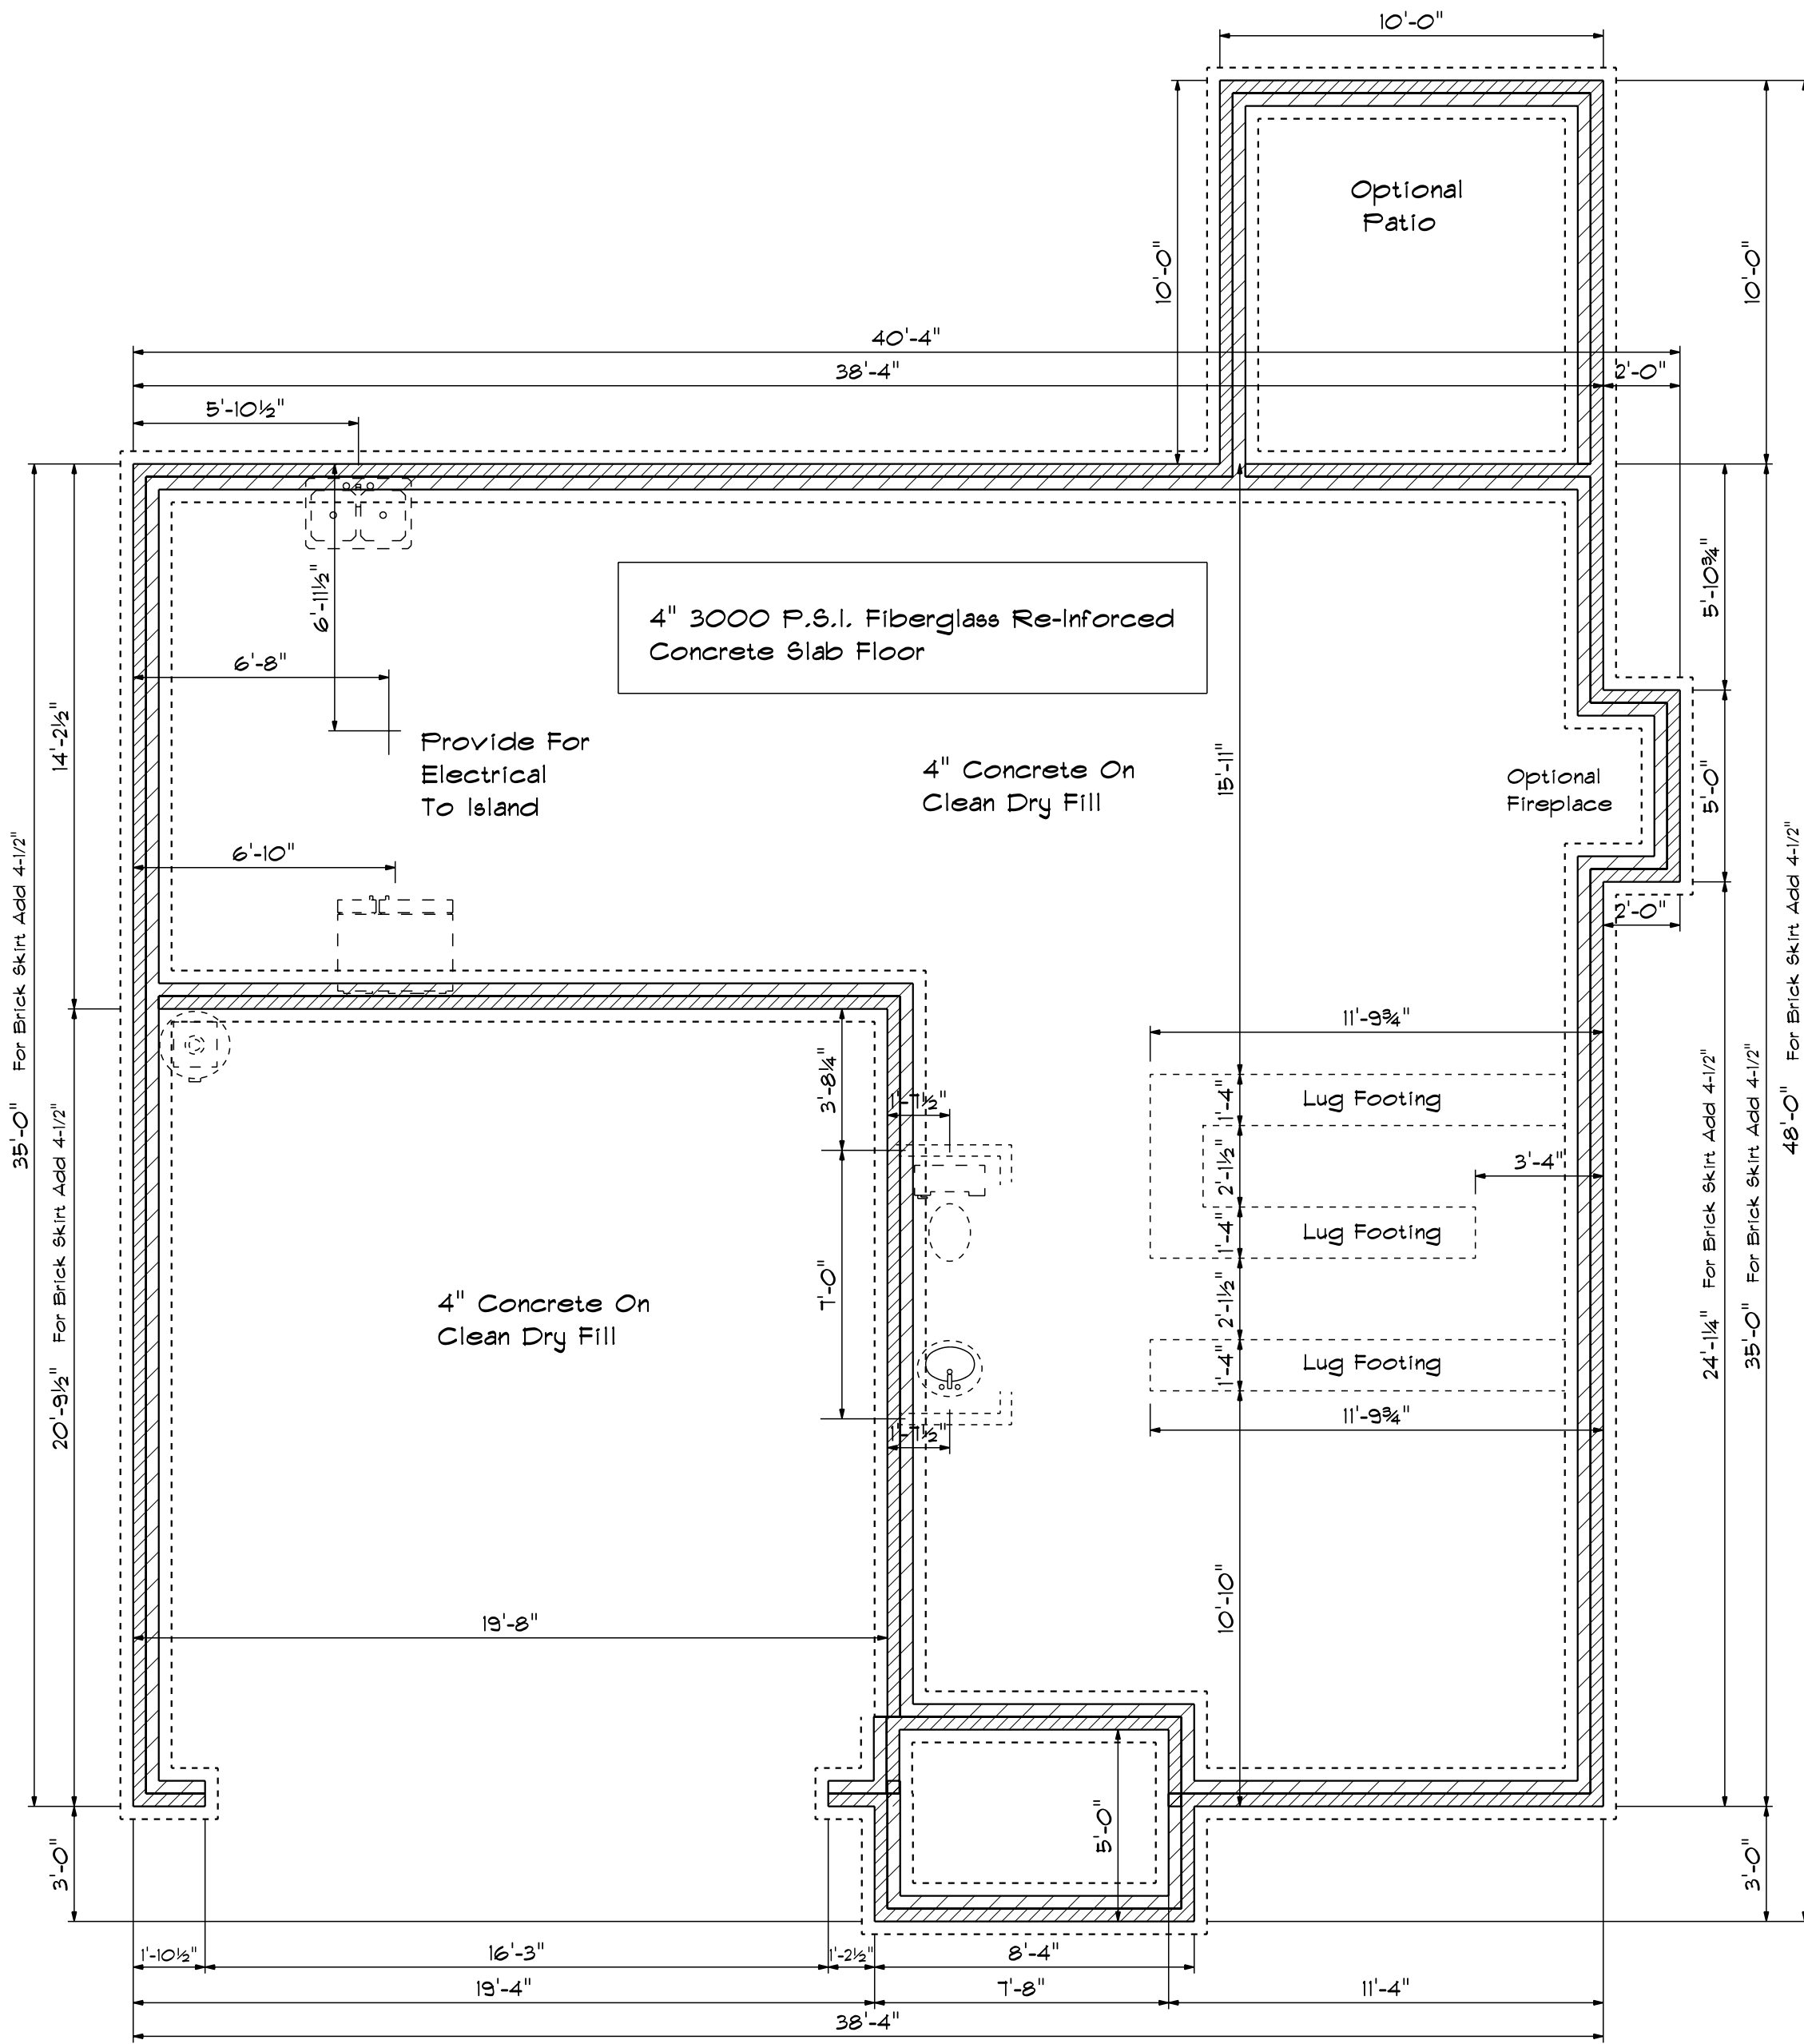 10'-0"
Optional
Patio
10'-0"
10'-0"
40'-4"
38'-4"
2'-0"
5'-10½"
6'-11½"
4" 3000 P.S.I. Fiberglass Re-Inforced
Concrete Slab Floor
5'-10¾"
6'-8"
14'-2½"
Provide For
Electrical
To Island
4" Concrete On
Clean Dry Fill
15'-11"
Optional
Fireplace
5'-0"
6'-10"
2'-0"
35'-0" For Brick Skirt Add 4-1/2"
20'-9½" For Brick Skirt Add 4-1/2"
24'-1¼" For Brick Skirt Add 4-1/2"
35'-0" For Brick Skirt Add 4-1/2"
48'-0" For Brick Skirt Add 4-1/2"
11'-9¾"
3'-8¼"
1'-7½"
1'-4"
Lug Footing
2'-1½"
3'-4"
1'-4"
Lug Footing
7'-0"
2'-1½"
4" Concrete On
Clean Dry Fill
1'-4"
Lug Footing
11'-9¾"
1'-7½"
10'-10"
19'-8"
5'-0"
3'-0"
3'-0"
1'-10½"
16'-3"
1'-2½"
8'-4"
19'-4"
7'-8"
11'-4"
38'-4"